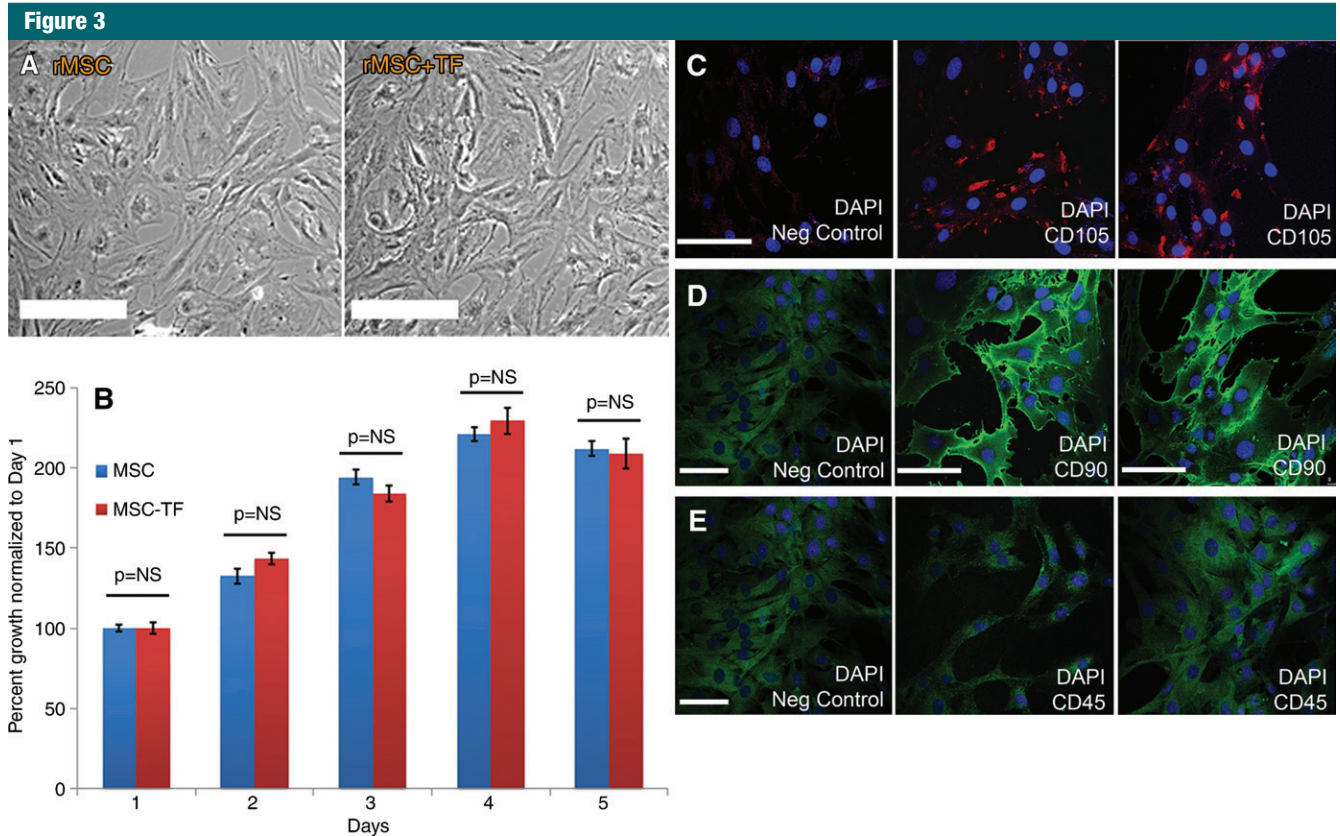 Figure 3
A rMSC
rMSC+TF
B
250
200
150
100
50
0
Percent growth normalized to Day 1
MSC
MSC-TF
p=NS
p=NS
p=NS
p=NS
p=NS
1
2
3
4
5
Days
C
DAPI
Neg Control
DAPI
CD105
DAPI
CD105
D
DAPI
Neg Control
DAPI
CD90
DAPI
CD90
E
DAPI
Neg Control
DAPI
CD45
DAPI
CD45